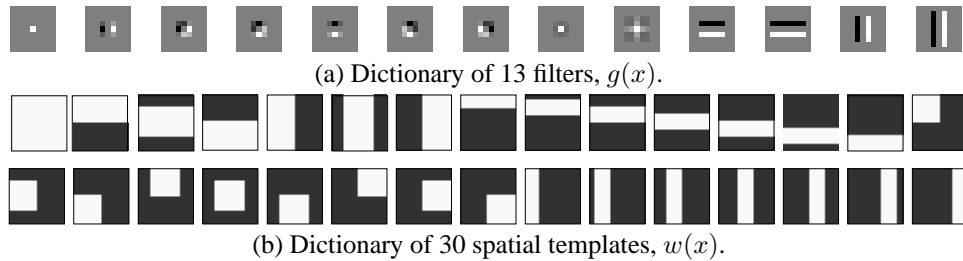 (a) Dictionary of 13 filters, g(x).
(b) Dictionary of 30 spatial templates, w(x).